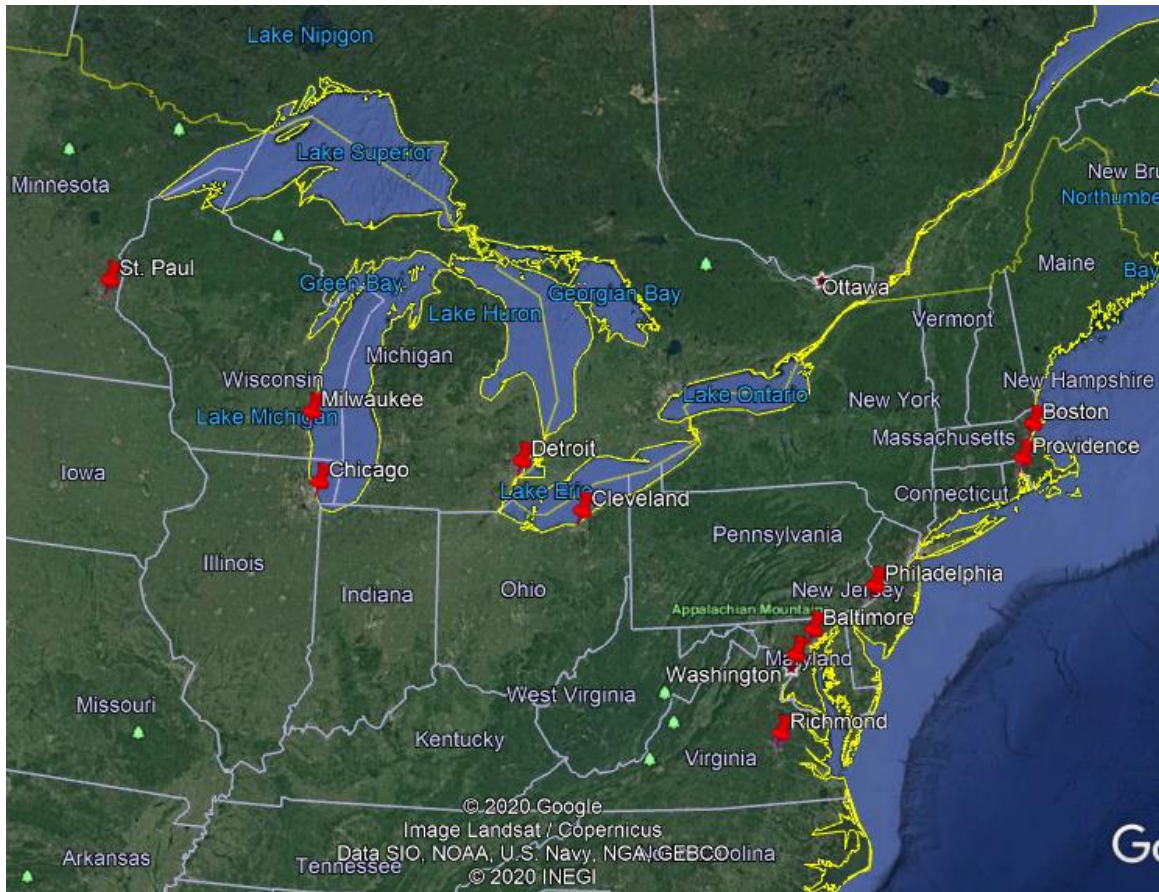 Lake Nipigon
Lake Superior
Minnesota
New Bru
Northumbe
St. Paul
Green Bay
Georgian Bay
Ottawa
Maine
Bay
Lake Huron
Vermont
Michigan
Wisconsin
Milwaukee
Lake Michigan
Lake Ontario
New York
New Hampshire
Boston
Massachusetts
Providence
Detroit
Iowa
Chicago
Lake Erie
Cleveland
Connecticut
Pennsylvania
Illinois
Indiana
Ohio
Philadelphia
New Jersey
Appalachian Mountain
Baltimore
Maryland
Washington
West Virginia
Missouri
Richmond
Kentucky
Virginia
© 2020 Google
Image Landsat / Copernicus
Data SIO, NOAA, U.S. Navy, NGA, GEBCO
Carolina
© 2020 INEGI
Arkansas
Tennessee
Go